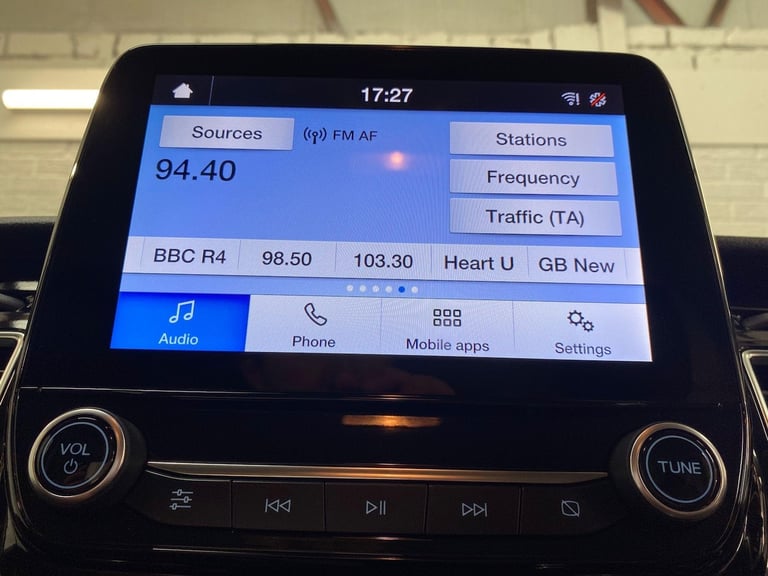 17:27
Sources
FM AF
Stations
94.40
Frequency
Traffic (TA)
BBC R4
98.50
103.30
Heart U
GB New
Audio
Phone
Mobile apps
Settings
VOL
TUNE